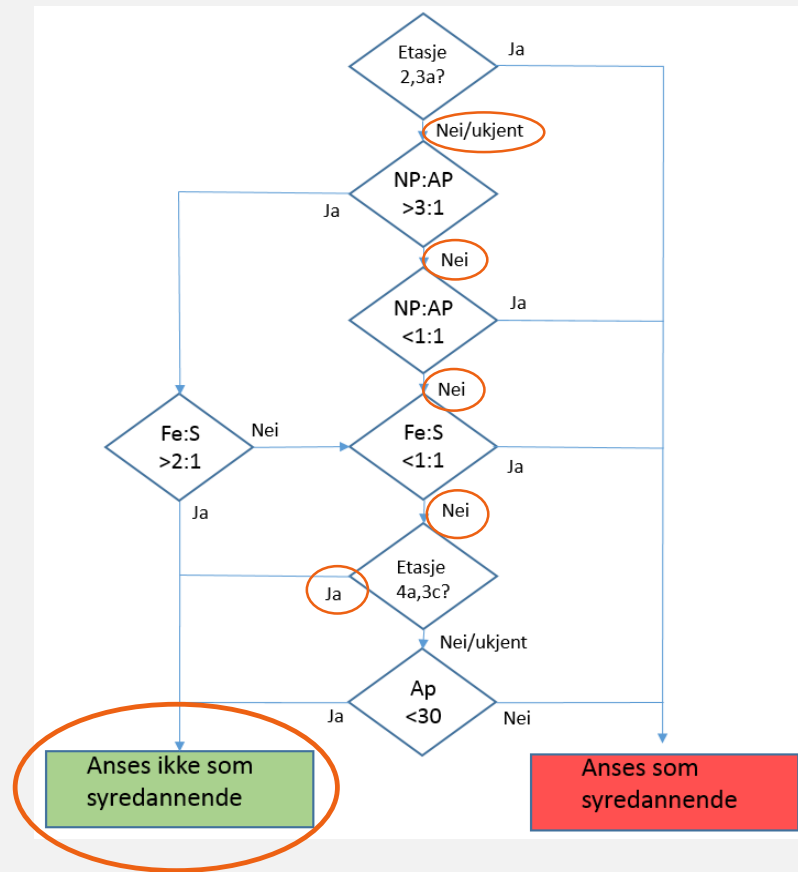 Etasje
2,3a?
Ja
Nei/ukjent
NP:AP
>3:1
Ja
Nei
NP:AP
<1:1
Ja
Nei
Fe:S
>2:1
Nei
Fe:S
<1:1
Ja
Ja
Nei
Etasje
4a,3c?
Ja
Nei/ukjent
Ap
<30
Ja
Nei
Anses ikke som
syredannende
Anses som
syredannende